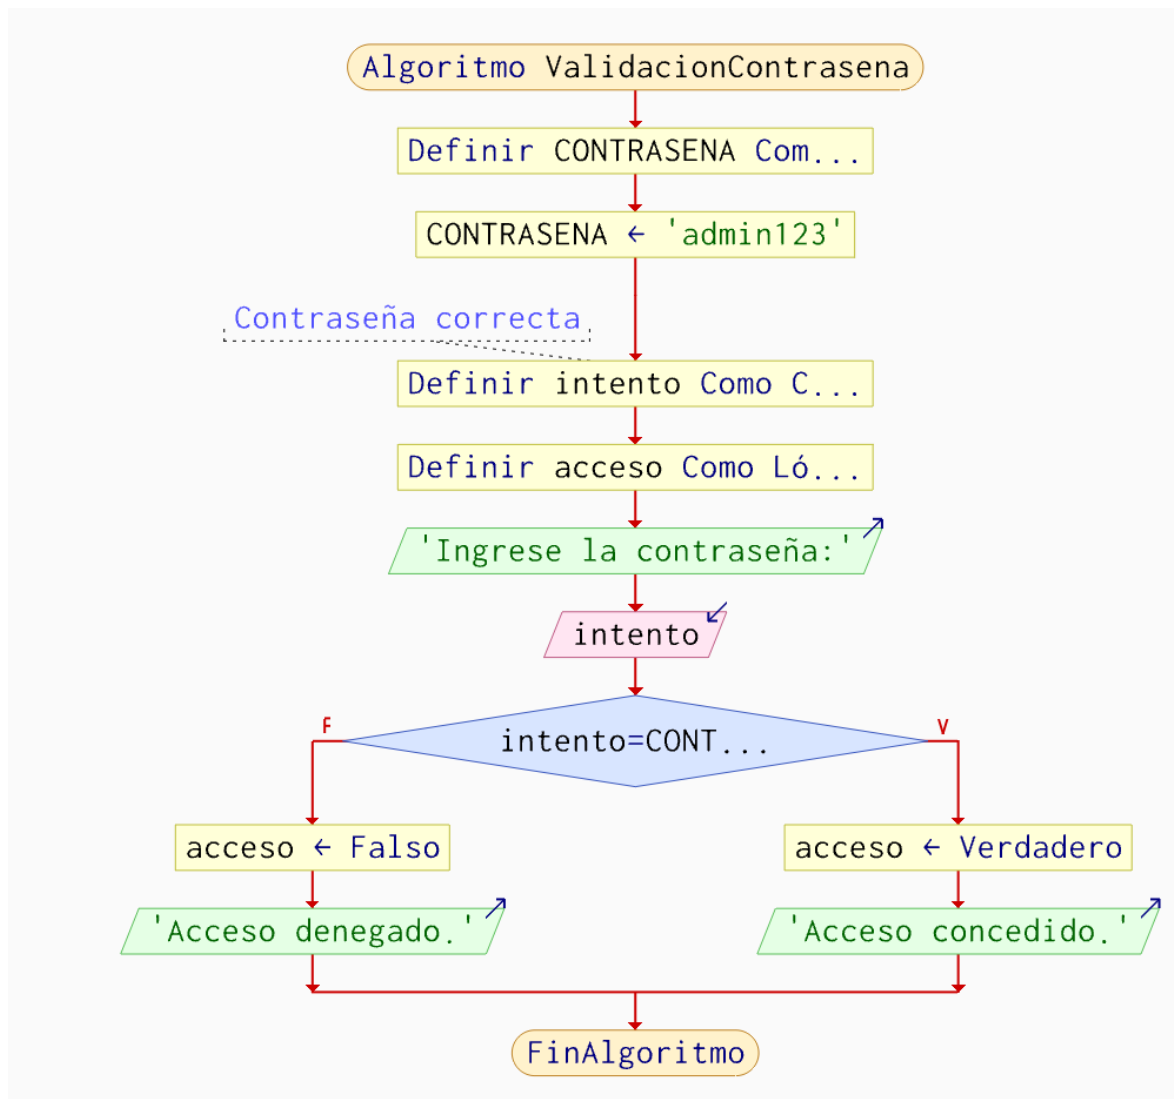 Algoritmo ValidacionContrasena
Definir CONTRASENA Com...
CONTRASENA ← 'admin123'
Contraseña correcta
Definir intento Como C...
Definir acceso Como Ló...
'Ingrese la contraseña:'
intento
intento=CONT...
F
V
acceso ← Falso
acceso ← Verdadero
'Acceso denegado.'
'Acceso concedido.'
FinAlgoritmo